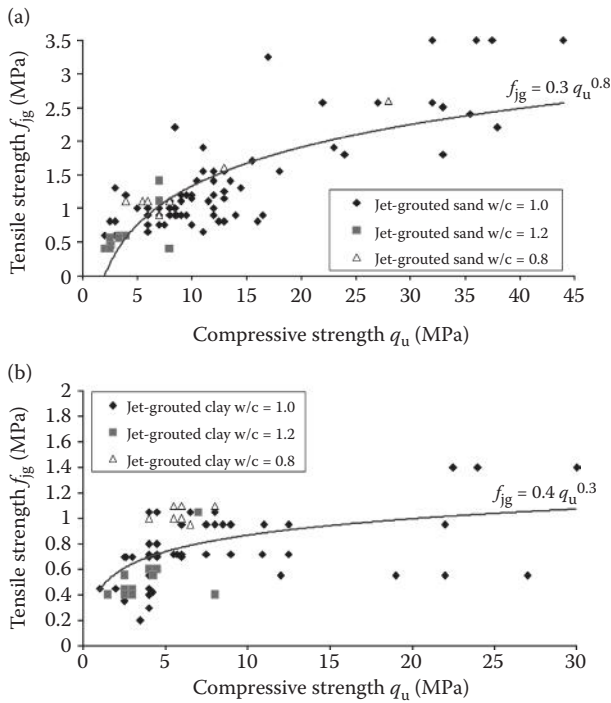 (a)
3.5
3
2.5
2
1.5
1
0.5
0
Tensile strength fjg (MPa)
fjg = 0.3 qu^0.8
Jet-grouted sand w/c = 1.0
Jet-grouted sand w/c = 1.2
Jet-grouted sand w/c = 0.8
0 5 10 15 20 25 30 35 40 45
Compressive strength qu (MPa)
(b)
2
1.8
1.6
1.4
1.2
1
0.8
0.6
0.4
0.2
0
Tensile strength fjg (MPa)
Jet-grouted clay w/c = 1.0
Jet-grouted clay w/c = 1.2
Jet-grouted clay w/c = 0.8
fjg = 0.4 qu^0.3
0 5 10 15 20 25 30
Compressive strength qu (MPa)